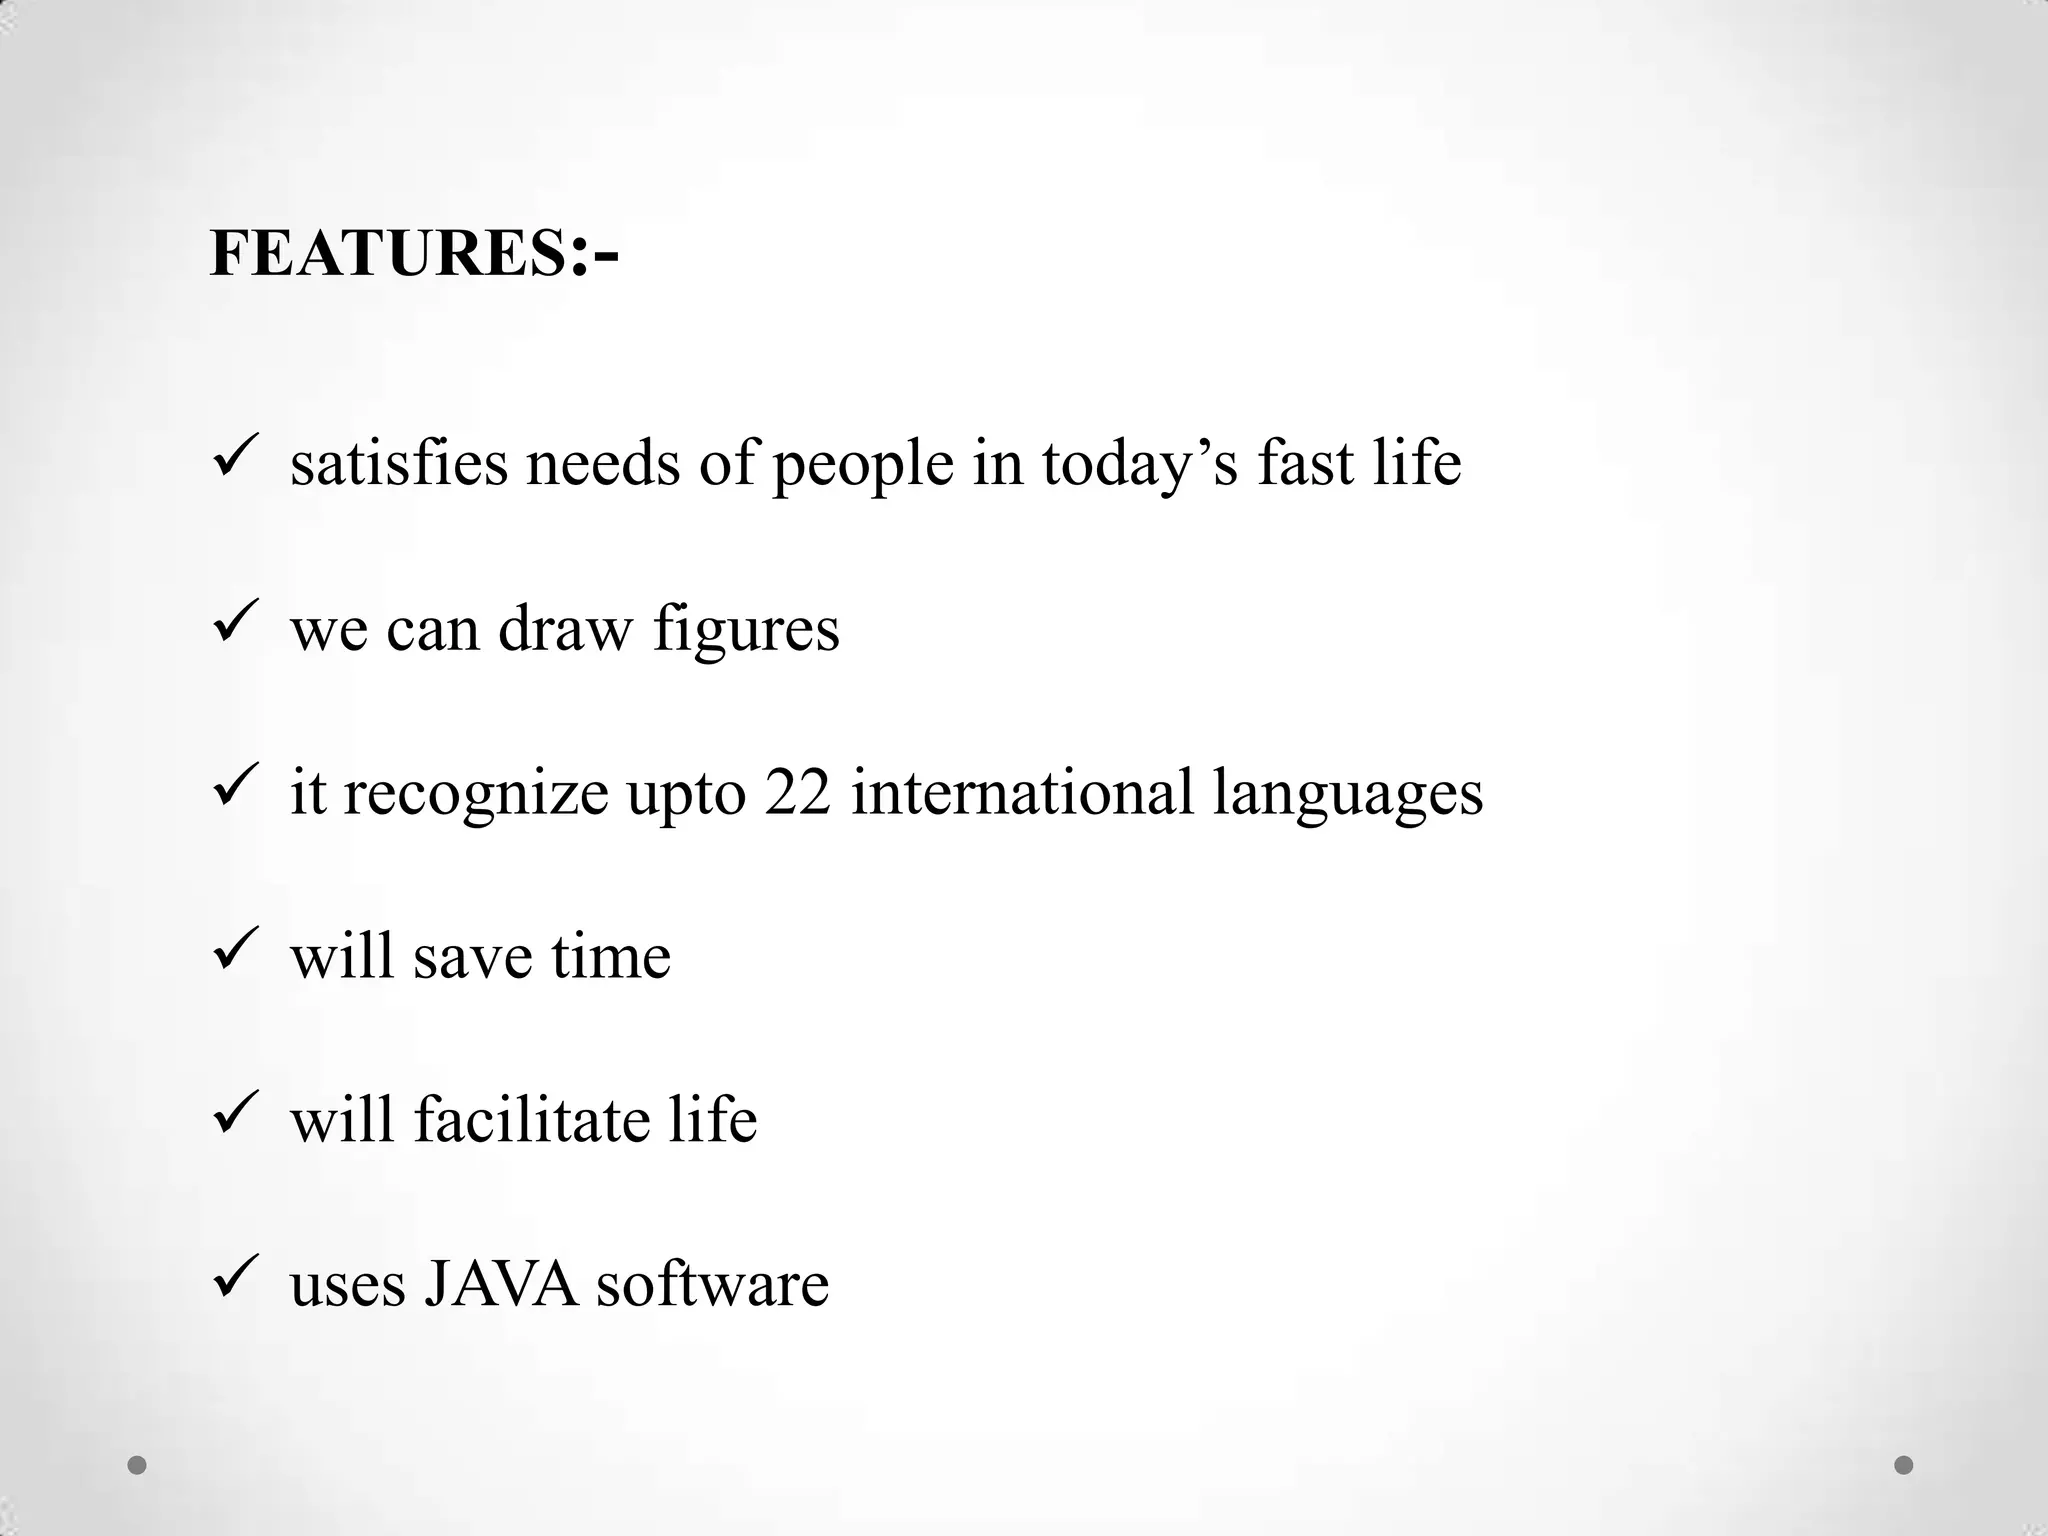 FEATURES:-
✓ satisfies needs of people in today’s fast life
✓ we can draw figures
✓ it recognize upto 22 international languages
✓ will save time
✓ will facilitate life
✓ uses JAVA software